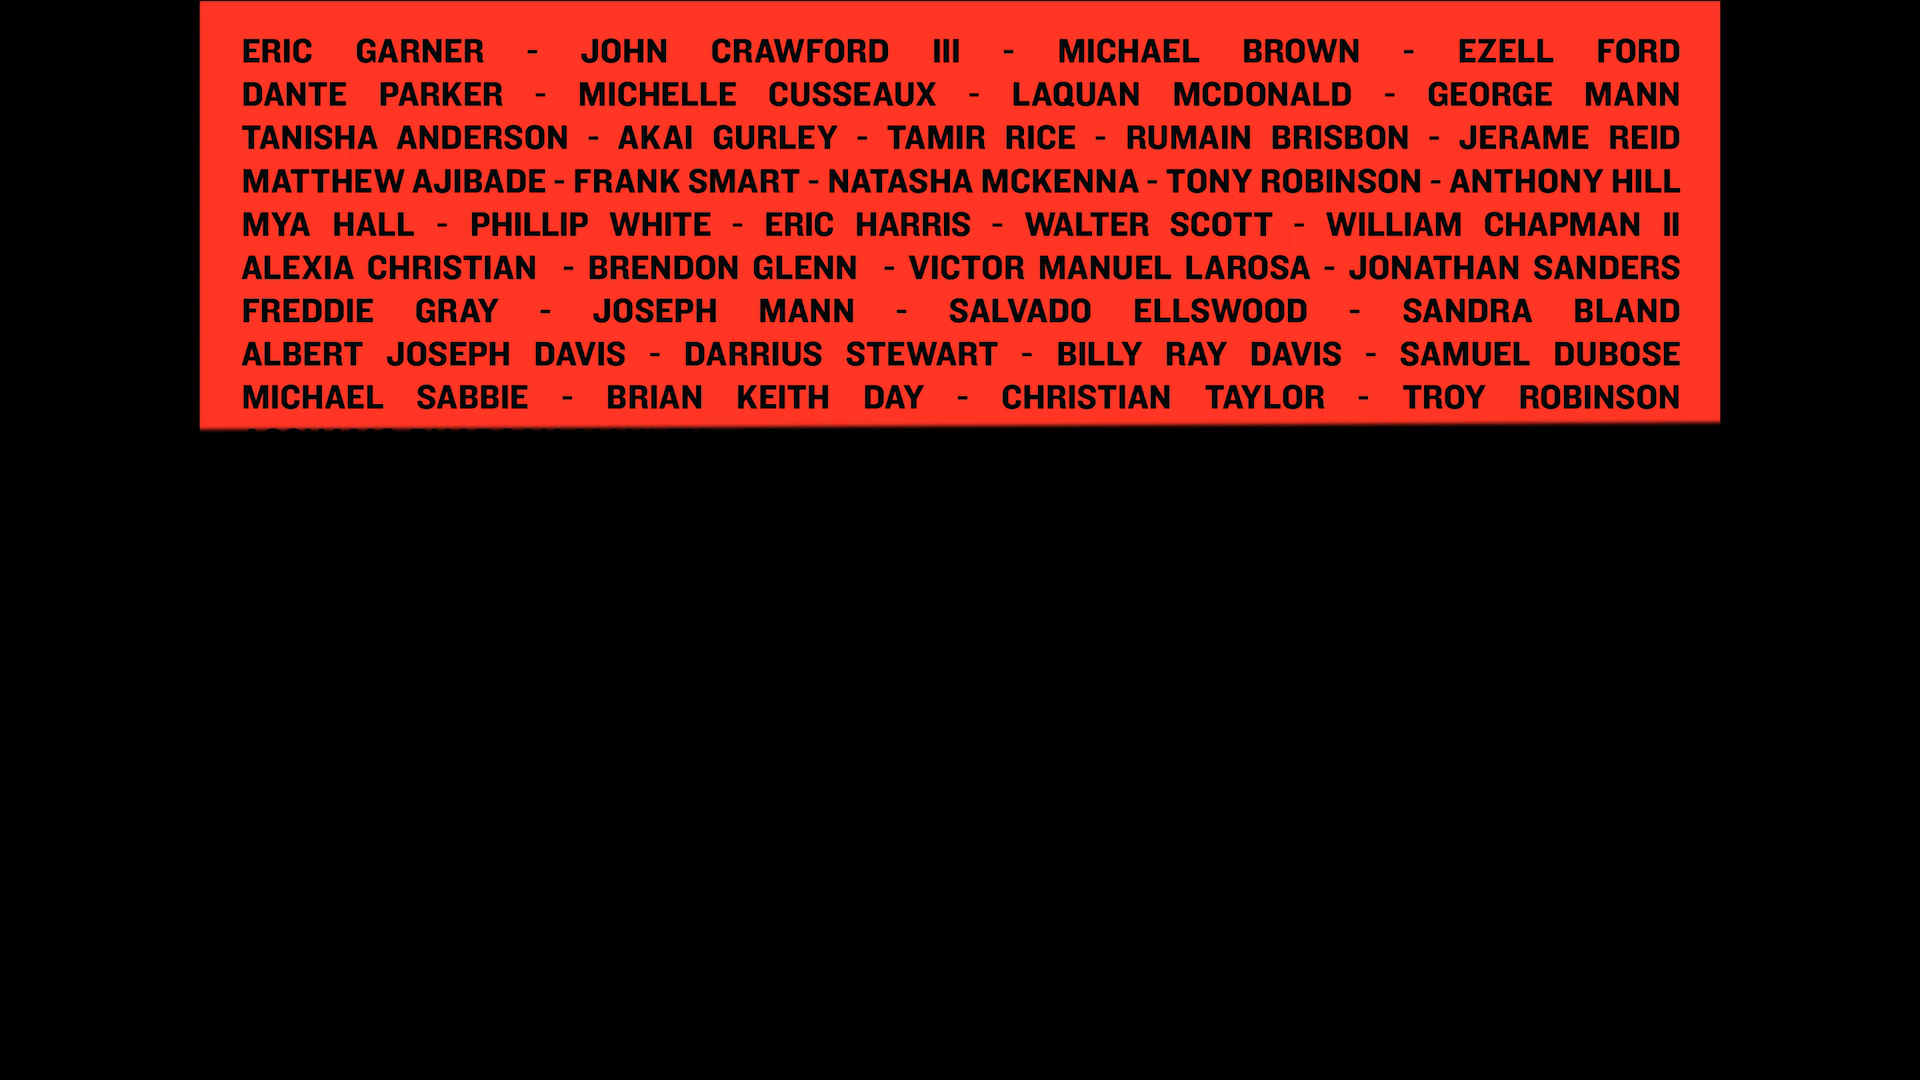 ERIC GARNER - JOHN CRAWFORD III - MICHAEL BROWN - EZELL FORD
DANTE PARKER - MICHELLE CUSSEAUX - LAQUAN MCDONALD - GEORGE MANN
TANISHA ANDERSON - AKAI GURLEY - TAMIR RICE - RUMAIN BRISBON - JERAME REID
MATTHEW AJIBADE - FRANK SMART - NATASHA MCKENNA - TONY ROBINSON - ANTHONY HILL
MYA HALL - PHILLIP WHITE - ERIC HARRIS - WALTER SCOTT - WILLIAM CHAPMAN II
ALEXIA CHRISTIAN - BRENDON GLENN - VICTOR MANUEL LAROSA - JONATHAN SANDERS
FREDDIE GRAY - JOSEPH MANN - SALVADO ELLSWOOD - SANDRA BLAND
ALBERT JOSEPH DAVIS - DARRIUS STEWART - BILLY RAY DAVIS - SAMUEL DUBOSE
MICHAEL SABBIE - BRIAN KEITH DAY - CHRISTIAN TAYLOR - TROY ROBINSON